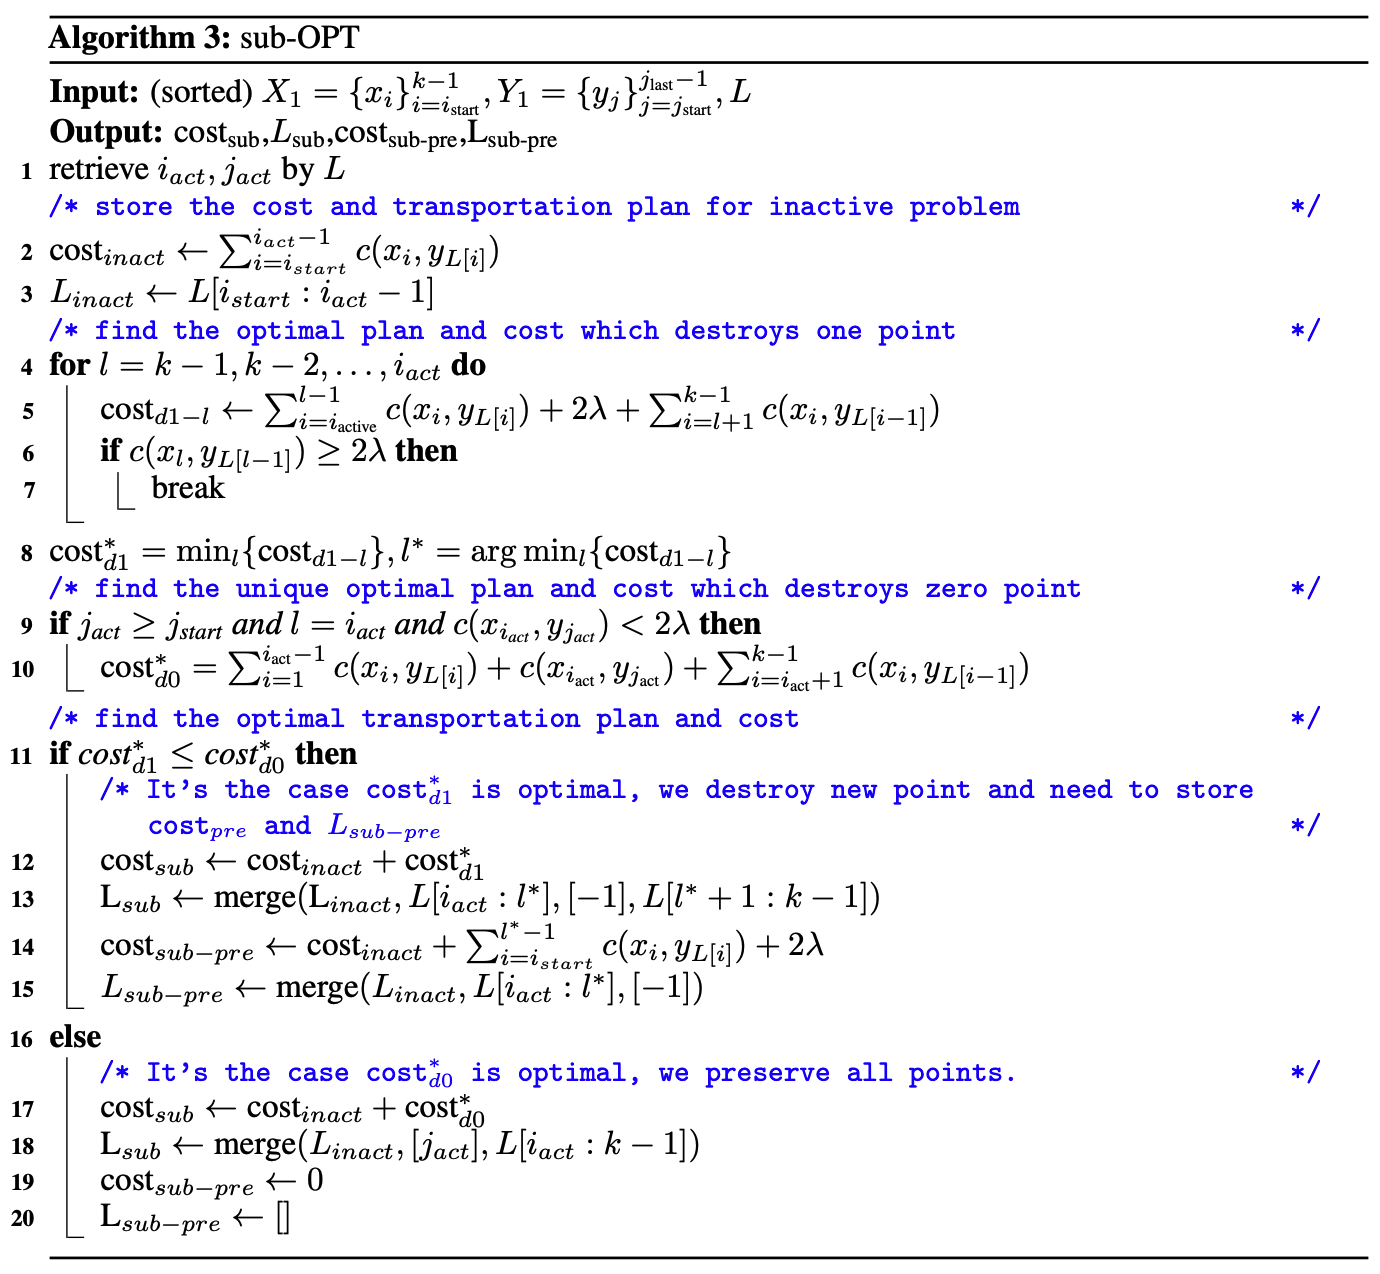 Algorithm 3: sub-OPT
Input: (sorted) X₁ = {x_i}_{i=i_start}^{k−1}, Y₁ = {y_j}_{j=j_start}^{j_last−1}, L
Output: cost_sub,L_sub,cost_sub-pre,L_sub-pre
1 retrieve i_act, j_act by L
/* store the cost and transportation plan for inactive problem */
2 cost_inact ← ∑_{i=i_start}^{i_act−1} c(x_i, y_{L[i]})
3 L_inact ← L[i_start : i_act − 1]
/* find the optimal plan and cost which destroys one point */
4 for l = k − 1, k − 2, . . . , i_act do
5 cost_{d1−l} ← ∑_{i=i_active}^{l−1} c(x_i, y_{L[i]}) + 2λ + ∑_{i=l+1}^{k−1} c(x_i, y_{L[i−1]})
6 if c(x_l, y_{L[l−1]}) ≥ 2λ then
7 break
8 cost*_{d1} = min_l{cost_{d1−l}}, l* = arg min_l{cost_{d1−l}}
/* find the unique optimal plan and cost which destroys zero point */
9 if j_act ≥ j_start and l = i_act and c(x_{i_act}, y_{j_act}) < 2λ then
10 cost*_{d0} = ∑_{i=1}^{i_act−1} c(x_i, y_{L[i]}) + c(x_{i_act}, y_{j_act}) + ∑_{i=i_act+1}^{k−1} c(x_i, y_{L[i−1]})
/* find the optimal transportation plan and cost */
11 if cost*_{d1} ≤ cost*_{d0} then
/* It's the case cost*_{d1} is optimal, we destroy new point and need to store
cost_pre and L_{sub−pre} */
12 cost_sub ← cost_inact + cost*_{d1}
13 L_sub ← merge(L_inact, L[i_act : l*], [−1], L[l* + 1 : k − 1])
14 cost_{sub−pre} ← cost_inact + ∑_{i=i_start}^{l*−1} c(x_i, y_{L[i]}) + 2λ
15 L_{sub−pre} ← merge(L_inact, L[i_act : l*], [−1])
16 else
/* It's the case cost*_{d0} is optimal, we preserve all points. */
17 cost_sub ← cost_inact + cost*_{d0}
18 L_sub ← merge(L_inact, [j_act], L[i_act : k − 1])
19 cost_{sub−pre} ← 0
20 L_{sub−pre} ← []